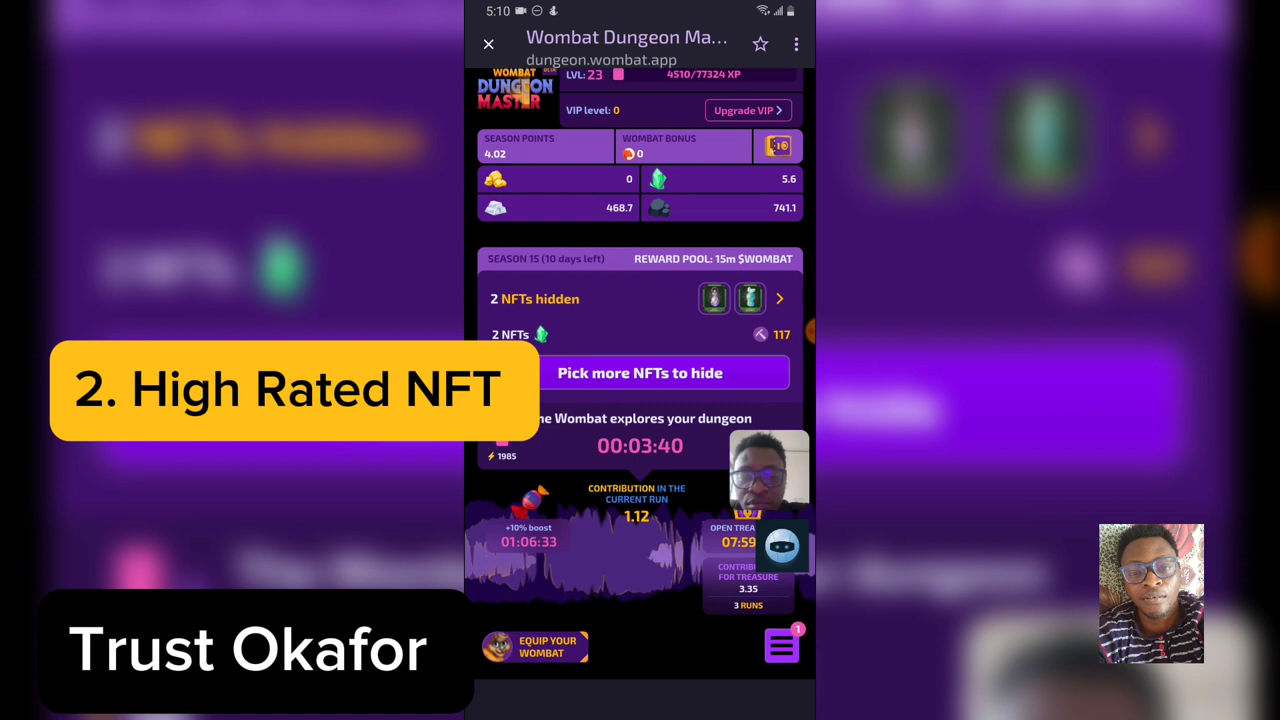 5:10
Wombat Dungeon Ma...
dungeon.wombat.app
WOMBAT
DUNGEON
MASTER
LVL: 23
4510/77324 XP
VIP level: 0
Upgrade VIP
SEASON POINTS
4.02
WOMBAT BONUS
0
0
5.6
468.7
741.1
SEASON 15 (10 days left)
REWARD POOL: 15m $WOMBAT
2 NFTs hidden
2 NFTs
117
Pick more NFTs to hide
2. High Rated NFT
Wombat explores your dungeon
00:03:40
1985
CONTRIBUTION IN THE
CURRENT RUN
1.12
+10% boost
01:06:33
OPEN
07:59
FOR TREASURE
3.35
3 RUNS
EQUIP YOUR
WOMBAT
1
Trust Okafor